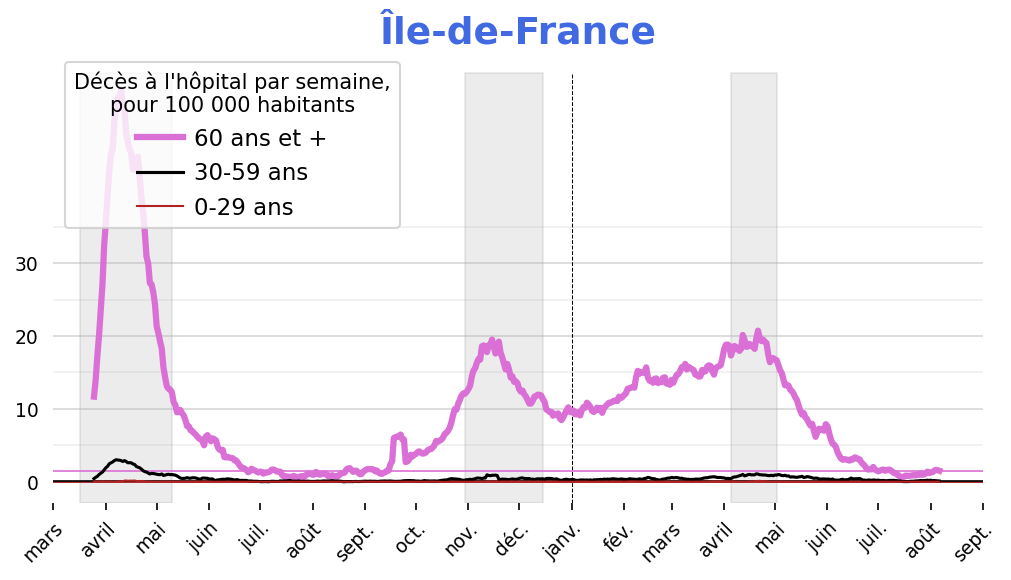 Île-de-France
Décès à l'hôpital par semaine,
pour 100 000 habitants
60 ans et +
30-59 ans
0-29 ans
30
20
10
0
mars avril mai juin juil. août sept. oct. nov. déc. janv. fév. mars avril mai juin juil. août sept.